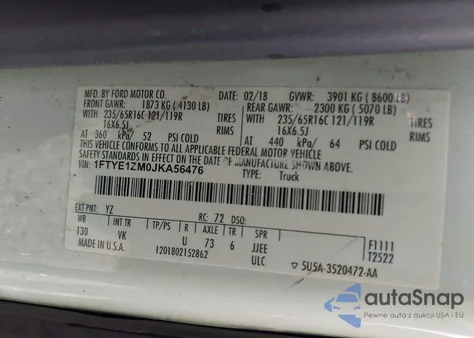 MFD. BY FORD MOTOR CO.
DATE: 02/18 GVWR: 3901 KG ( 8600 LB)
FRONT GAWR: 1873 KG ( 4130 LB) REAR GAWR: 2300 KG ( 5070 LB)
WITH 235/65R16C 121/119R TIRES WITH 235/65R16C 121/119R TIRES
16X6.5J RIMS 16X6.5J RIMS
AT 360 kPa/ 52 PSI COLD AT 440 kPa/ 64 PSI COLD
THIS VEHICLE CONFORMS TO ALL APPLICABLE FEDERAL MOTOR VEHICLE
SAFETY STANDARDS IN EFFECT ON THE DATE OF MANUFACTURE SHOWN ABOVE.
VIN: 1FTYE1ZM0JKA56476
TYPE: Truck
EXT PNT: YZ RC: 72 DSO:
WB INT TR TP/PS R AXLE TR SPR
130 VK U 73 6 JJEE F1111
MADE IN U.S.A. 1201802152862 ULC T2522
5U5A-3520472-AA
autoSnap
Pewne auta z aukcji USA i EU